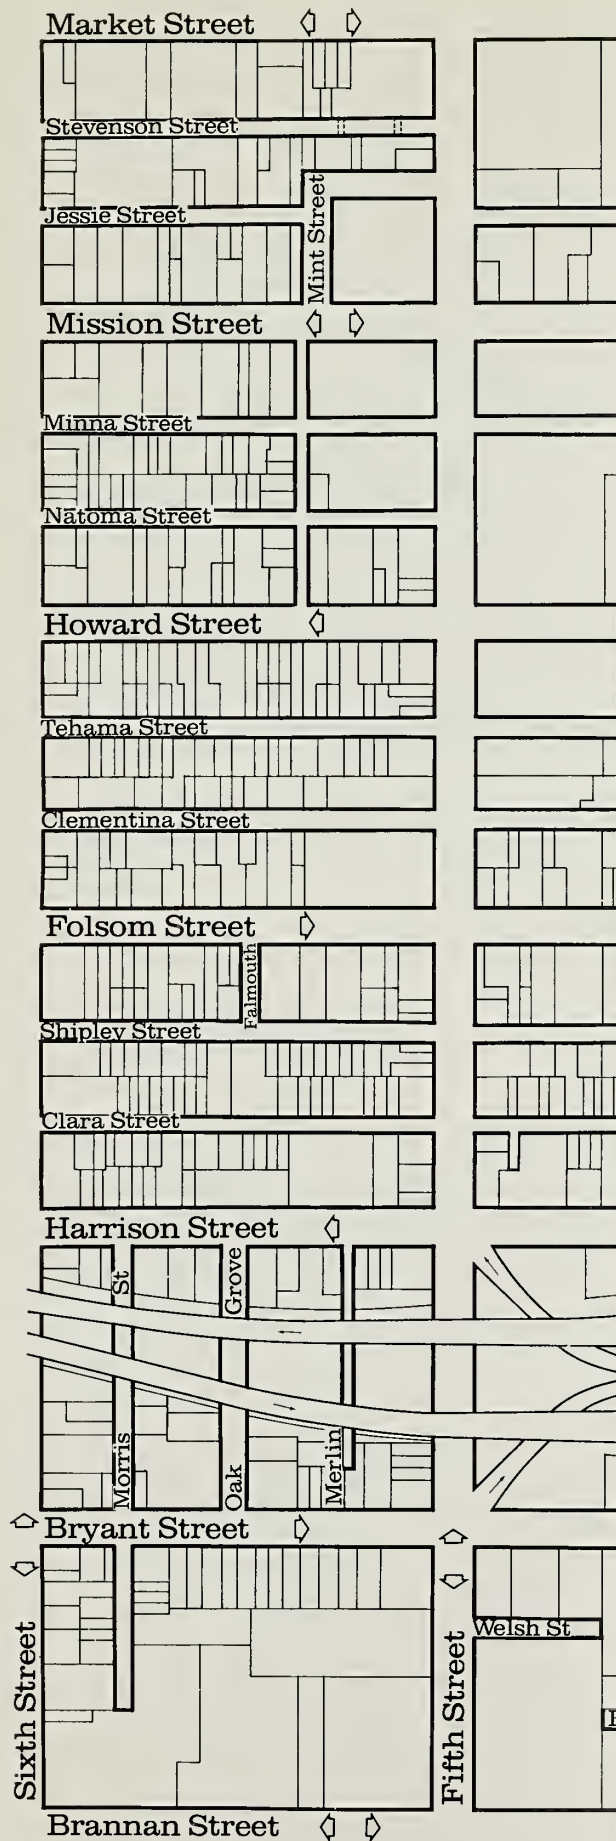 Market Street
Stevenson Street
Jessie Street
Mint Street
Mission Street
Minna Street
Natoma Street
Howard Street
Tehama Street
Clementina Street
Folsom Street
Falmouth
Shipley Street
Clara Street
Harrison Street
Morris St
Oak Grove
Merlin
Bryant Street
Welsh St
Sixth Street
Fifth Street
Brannan Street